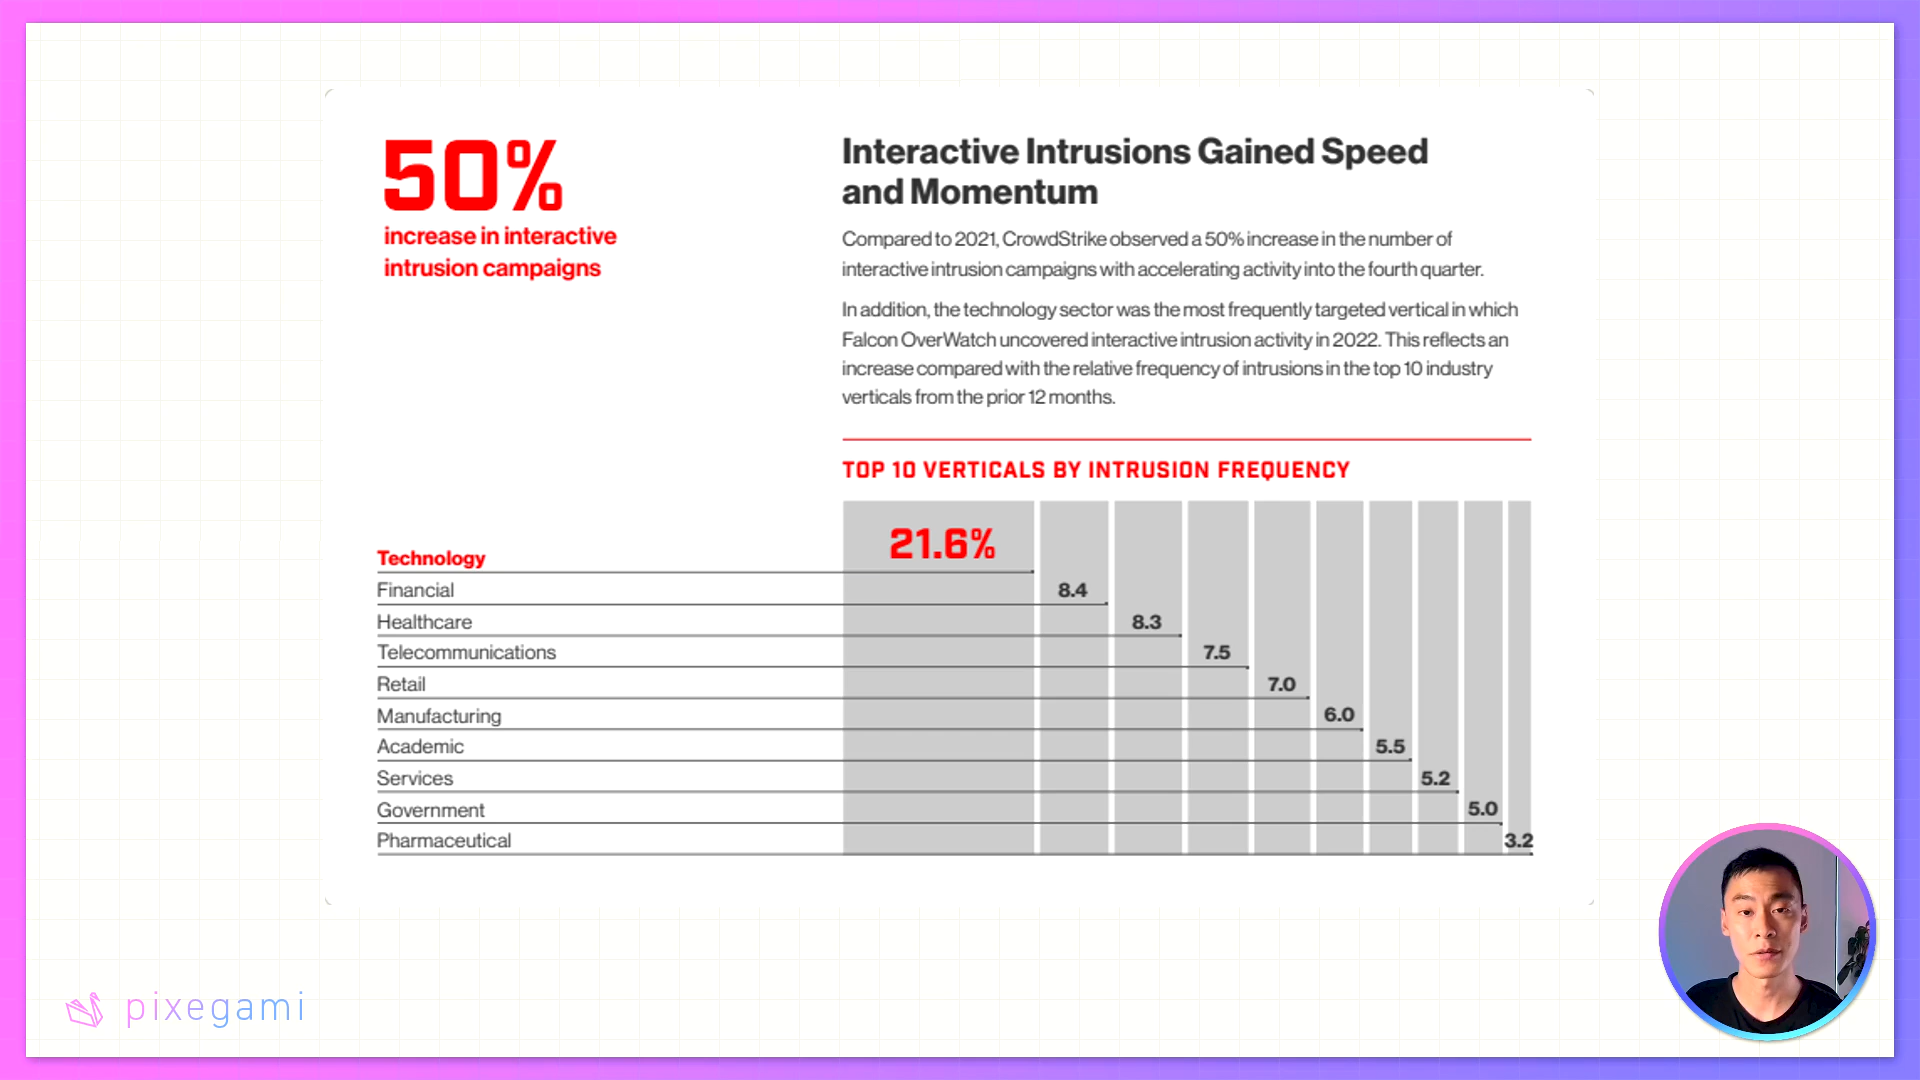 50%
increase in interactive
intrusion campaigns
Interactive Intrusions Gained Speed
and Momentum
Compared to 2021, CrowdStrike observed a 50% increase in the number of
interactive intrusion campaigns with accelerating activity into the fourth quarter.
In addition, the technology sector was the most frequently targeted vertical in which
Falcon OverWatch uncovered interactive intrusion activity in 2022. This reflects an
increase compared with the relative frequency of intrusions in the top 10 industry
verticals from the prior 12 months.
TOP 10 VERTICALS BY INTRUSION FREQUENCY
Technology 21.6%
Financial 8.4
Healthcare 8.3
Telecommunications 7.5
Retail 7.0
Manufacturing 6.0
Academic 5.5
Services 5.2
Government 5.0
Pharmaceutical 3.2
pixegami